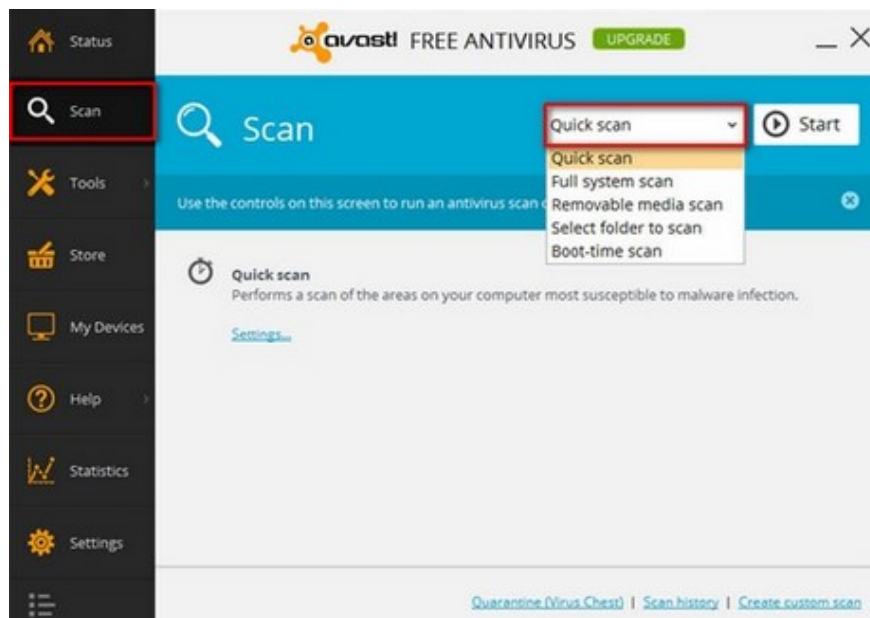 Status
avast! FREE ANTIVIRUS UPGRADE
Scan
Scan
Quick scan
Start
Quick scan
Full system scan
Removable media scan
Select folder to scan
Boot-time scan
Tools
Use the controls on this screen to run an antivirus scan
Store
Quick scan
Performs a scan of the areas on your computer most susceptible to malware infection.
Settings...
My Devices
Help
Statistics
Settings
Quarantine (Virus Chest) | Scan history | Create custom scan